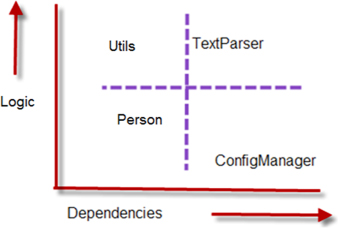 Utils
TextParser
Logic
Person
ConfigManager
Dependencies